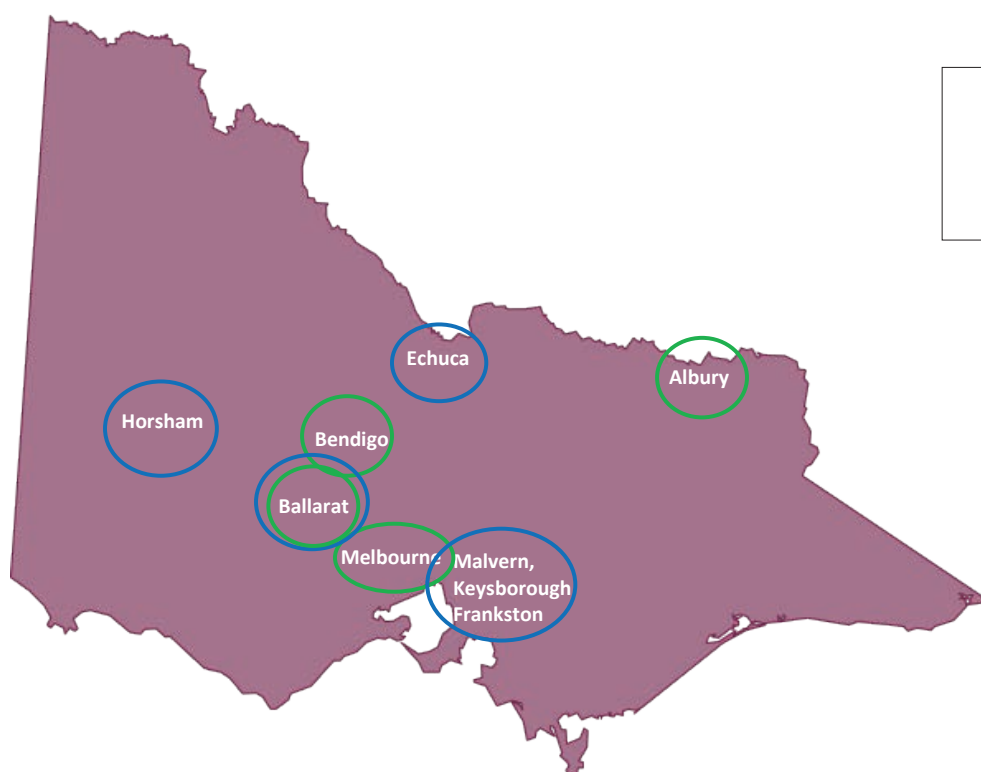 Echuca
Albury
Horsham
Bendigo
Ballarat
Melbourne
Malvern,
Keysborough
Frankston